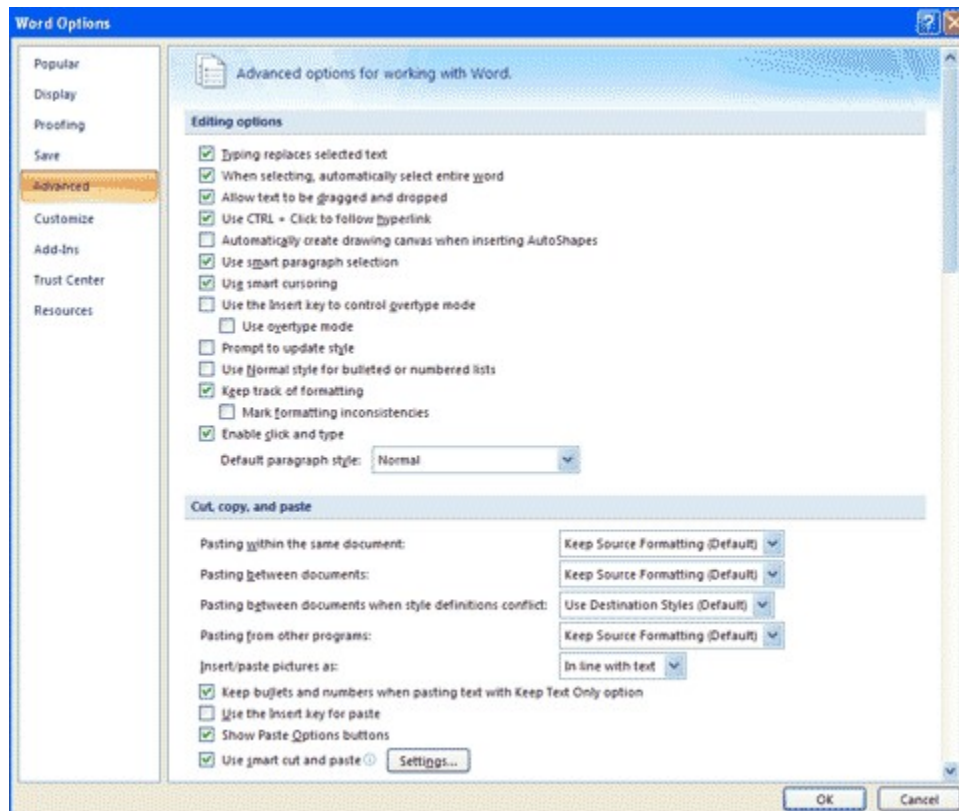 Word Options
Popular
Display
Proofing
Save
Advanced
Customize
Add-Ins
Trust Center
Resources
Advanced options for working with Word.
Editing options
Typing replaces selected text
When selecting, automatically select entire word
Allow text to be dragged and dropped
Use CTRL + Click to follow hyperlink
Automatically create drawing canvas when inserting AutoShapes
Use smart paragraph selection
Use smart cursoring
Use the Insert key to control overtype mode
Use overtype mode
Prompt to update style
Use Normal style for bulleted or numbered lists
Keep track of formatting
Mark formatting inconsistencies
Enable click and type
Default paragraph style: Normal
Cut, copy, and paste
Pasting within the same document: Keep Source Formatting (Default)
Pasting between documents: Keep Source Formatting (Default)
Pasting between documents when style definitions conflict: Use Destination Styles (Default)
Pasting from other programs: Keep Source Formatting (Default)
Insert/paste pictures as: In line with text
Keep bullets and numbers when pasting text with Keep Text Only option
Use the Insert key for paste
Show Paste Options buttons
Use smart cut and paste Settings...
OK Cancel